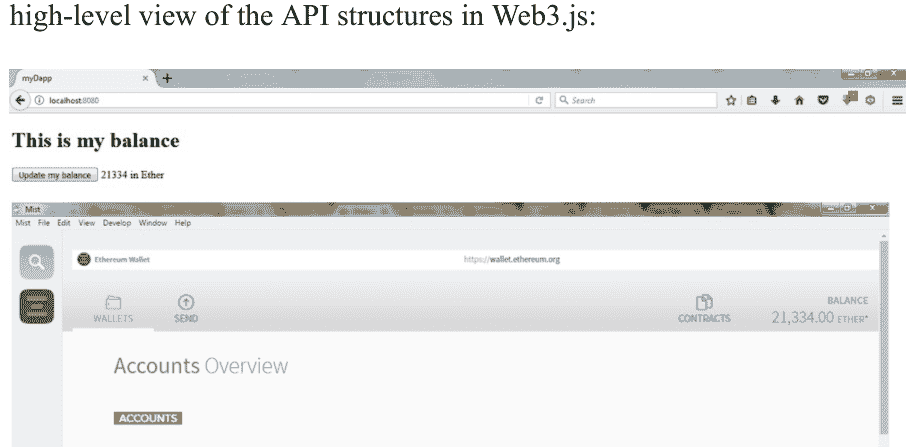 high-level view of the API structures in Web3.js:
myDapp × +
localhost:8080
Search
This is my balance
Update my balance 21334 in Ether
Mist
Mist File Edit View Develop Window Help
Ethereum Wallet https://wallet.ethereum.org
WALLETS SEND CONTRACTS BALANCE
21,334.00 ETHER*
Accounts Overview
ACCOUNTS